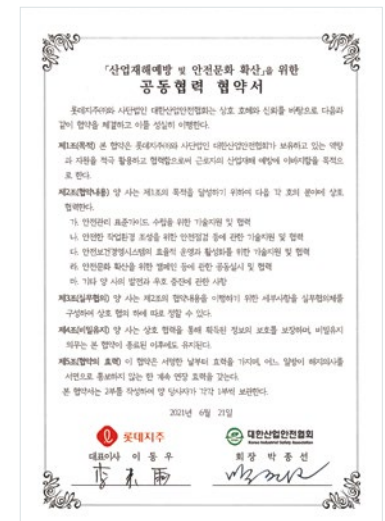 「산업재해예방 및 안전문화 확산」을 위한
공동협력 협약서
롯데지주㈜와 사단법인 대한산업안전협회는 상호 호혜와 신뢰를 바탕으로 다음과
같이 협약을 체결하고 이를 성실히 이행한다.
제1조(목적) 본 협약은 롯데지주㈜와 사단법인 대한산업안전협회가 보유하고 있는 역량
과 자원을 적극 활용하고 협력함으로써 근로자의 산업재해 예방에 이바지함을 목적으
로 한다.
제2조(협약내용) 양 사는 제1조의 목적을 달성하기 위하여 다음 각 호의 분야에 상호
협력한다.
가. 안전관리 표준가이드 수립을 위한 기술지원 및 협력
나. 안전한 작업환경 조성을 위한 안전점검 등에 관한 기술지원 및 협력
다. 안전보건경영시스템의 효율적 운영과 활성화를 위한 기술지원 및 협력
라. 안전문화 확산을 위한 캠페인 등에 관한 공동실시 및 협력
마. 기타 양 사의 발전과 우호 증진에 관한 사항
제3조(실무협의) 양 사는 제2조의 협약내용을 이행하기 위한 세부사항을 실무협의체를
구성하여 상호 협의 하에 따로 정할 수 있다.
제4조(비밀유지) 양 사는 상호 협력을 통해 획득된 정보의 보호를 보장하며, 비밀유지
의무는 본 협약이 종료된 이후에도 유지된다.
제5조(협약의 효력) 이 협약은 서명한 날부터 효력을 가지며, 어느 일방이 해지의사를
서면으로 통보하지 않는 한 계속 연장 효력을 갖는다.
본 협약서는 2부를 작성하여 양 당사자가 각각 1부씩 보관한다.
2021년 6월 21일
롯데지주 대한산업안전협회
Korea Industrial Safety Association
대표이사 이 동 우 회 장 박 종 선